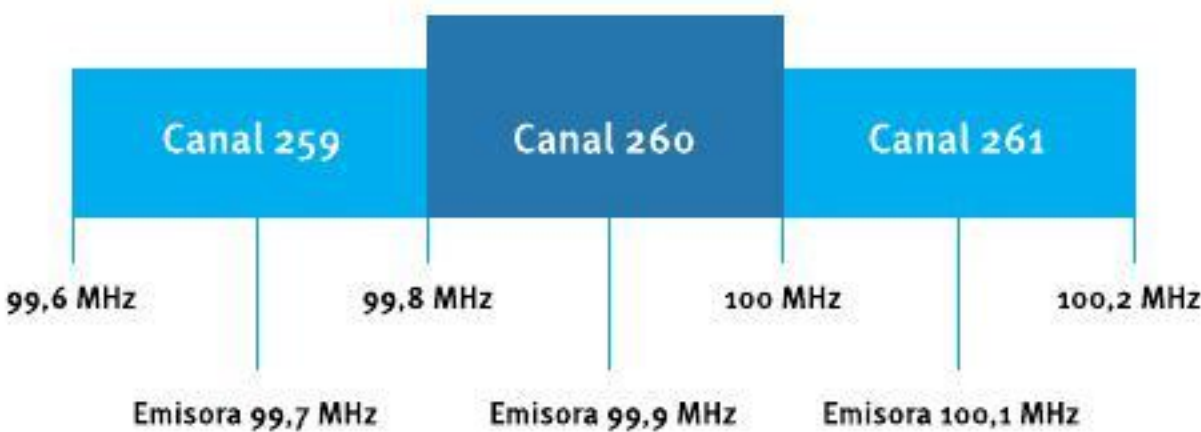 Canal 259 Canal 260 Canal 261
99,6 MHz 99,8 MHz 100 MHz 100,2 MHz
Emisora 99,7 MHz Emisora 99,9 MHz Emisora 100,1 MHz